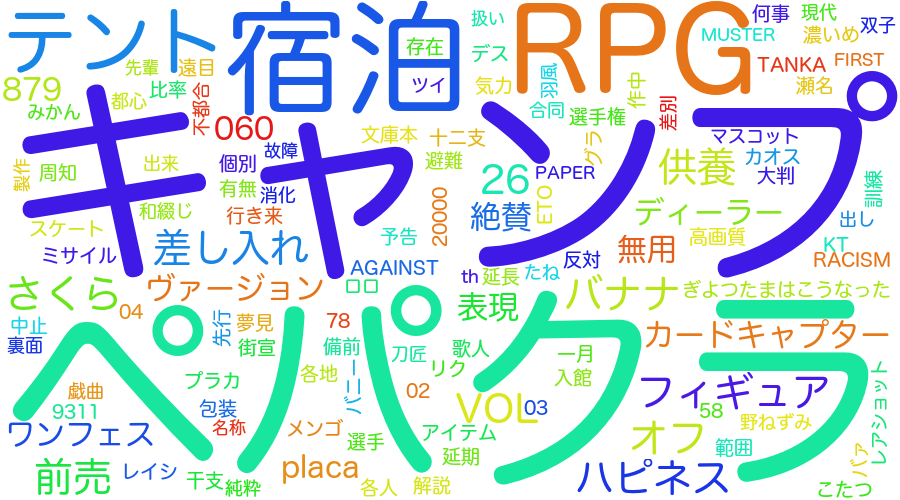 テント
宿泊
RPG
何事
現代
双子
扱い
存在
MUSTER
濃いめ
先輩
遠目
デス
TANKA
FIRST
879
比率
ツイ
気力
羽風
作中
瀬名
みかん
都心
不都合
合同
選手権
差別
060
故障
文庫本
十二支
グラ
マスコット
キャンプ
製作
周知
出来
個別
避難
供養
カオス
有無
消化
26
PAPER
大判
訓練
スケート
和綴じ
行き来
20000
絶賛
ETO
ディーラー
出し
ミサイル
差し入れ
予告
無用
高画質
KT
AGAINST
反対
RACISM
さくら
ヴァージョン
ロロ
th
延長
たね
バナナ
ぎよつたまはこうなった
04
表現
中止
先行
夢見
78
カードキャプター
裏面
街宣
備前
刀匠
歌人
一月
ペパクラ
戯曲
プラカ
各地
バニー
リク
入館
フィギュア
レアショット
9311
包装
02
VOL
03
58
野ねずみ
ワンフェス
名称
メンゴ
選手
アイテム
オフ
範囲
前売
レイシ
placa
延期
ハピネス
バァ
干支
純粋
各人
解説
こたつ